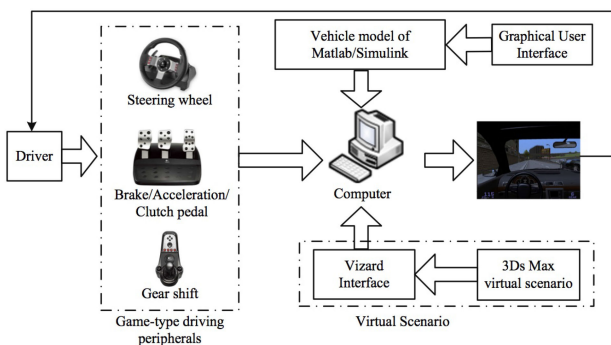 Vehicle model of
Matlab/Simulink
Graphical User
Interface
Steering wheel
Driver
Brake/Acceleration/
Clutch pedal
Computer
Gear shift
Vizard
Interface
3Ds Max
virtual scenario
Game-type driving
peripherals
Virtual Scenario